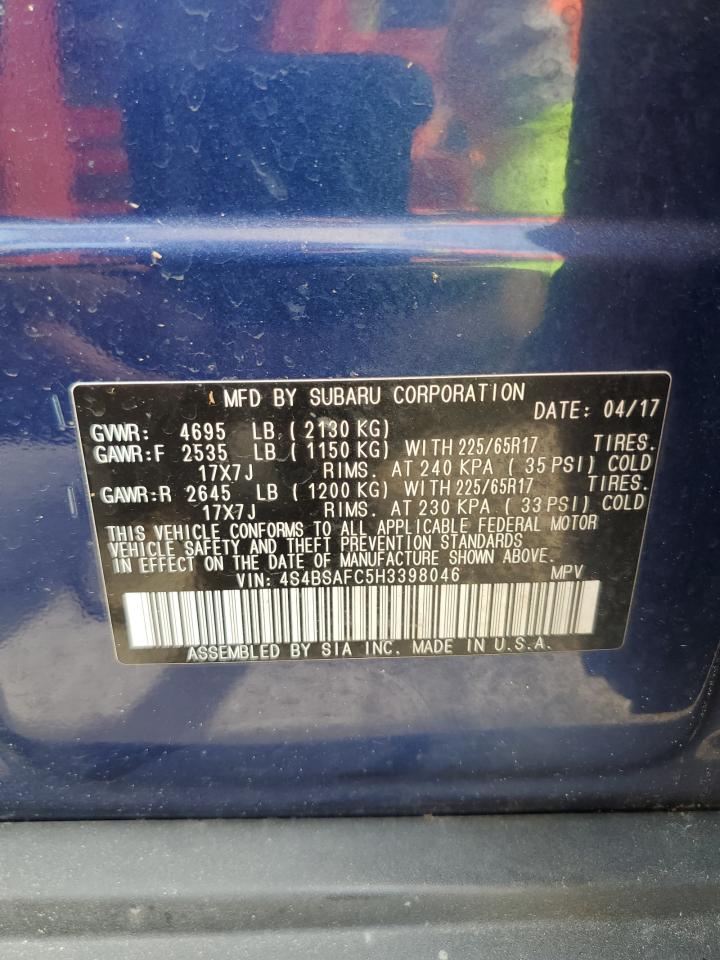 MFD BY SUBARU CORPORATION
DATE: 04/17
GVWR: 4695 LB ( 2130 KG)
GAWR:F 2535 LB ( 1150 KG) WITH 225/65R17 TIRES.
17X7J RIMS. AT 240 KPA ( 35 PSI) COLD
GAWR:R 2645 LB ( 1200 KG) WITH 225/65R17 TIRES.
17X7J RIMS. AT 230 KPA ( 33 PSI) COLD
THIS VEHICLE CONFORMS TO ALL APPLICABLE FEDERAL MOTOR
VEHICLE SAFETY AND THEFT PREVENTION STANDARDS
IN EFFECT ON THE DATE OF MANUFACTURE SHOWN ABOVE.
VIN: 4S4BSAFC5H3398046 MPV
ASSEMBLED BY SIA INC. MADE IN U.S.A.